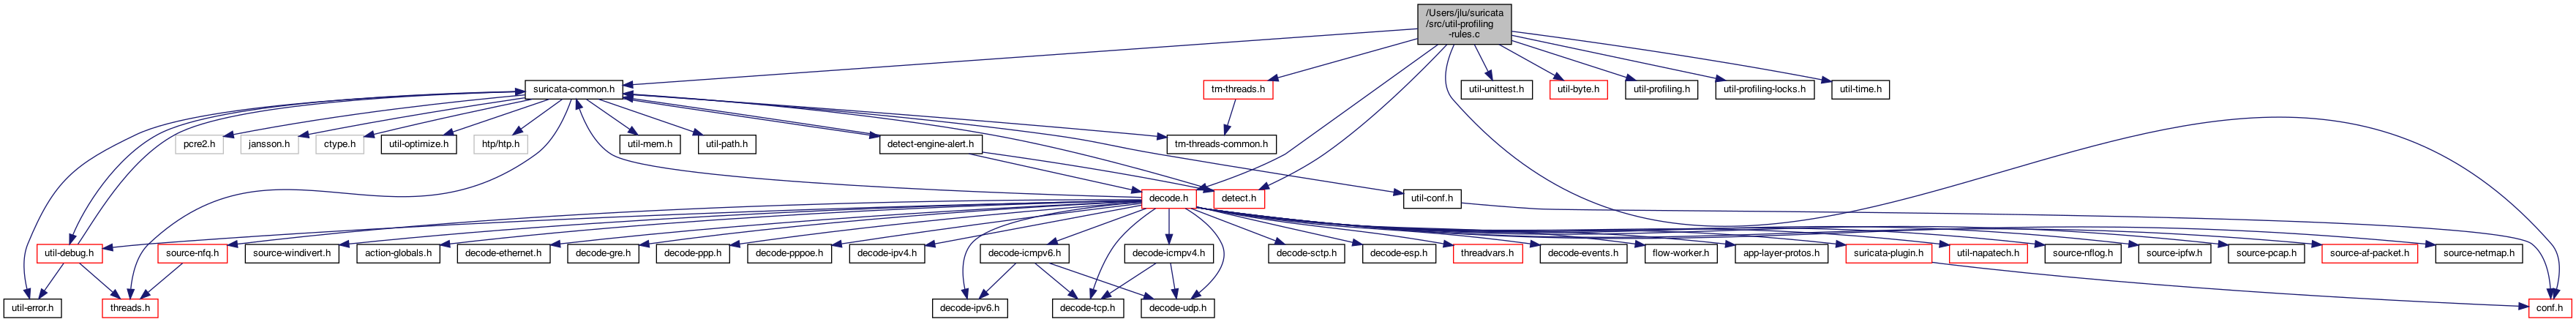 /Users/jlu/suricata
/src/util-profiling
-rules.c
suricata-common.h
tm-threads.h
util-unittest.h
util-byte.h
util-profiling.h
util-profiling-locks.h
util-time.h
pcre2.h
jansson.h
ctype.h
util-optimize.h
htp/htp.h
util-mem.h
util-path.h
detect-engine-alert.h
tm-threads-common.h
decode.h
detect.h
util-conf.h
util-debug.h
source-nfq.h
source-windivert.h
action-globals.h
decode-ethernet.h
decode-gre.h
decode-ppp.h
decode-pppoe.h
decode-ipv4.h
decode-icmpv6.h
decode-icmpv4.h
decode-sctp.h
decode-esp.h
threadvars.h
decode-events.h
flow-worker.h
app-layer-protos.h
suricata-plugin.h
util-napatech.h
source-nflog.h
source-ipfw.h
source-pcap.h
source-af-packet.h
source-netmap.h
util-error.h
threads.h
decode-ipv6.h
decode-tcp.h
decode-udp.h
conf.h